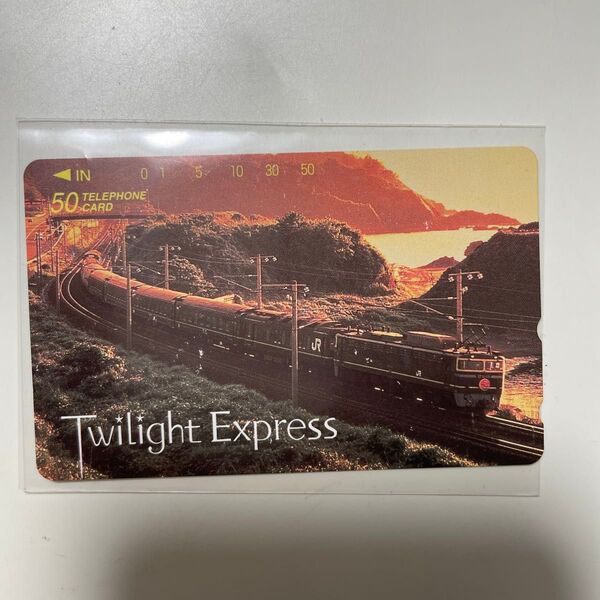 ◀ IN 0 1 5 10 30 50
50 TELEPHONE CARD
JR
Twilight Express